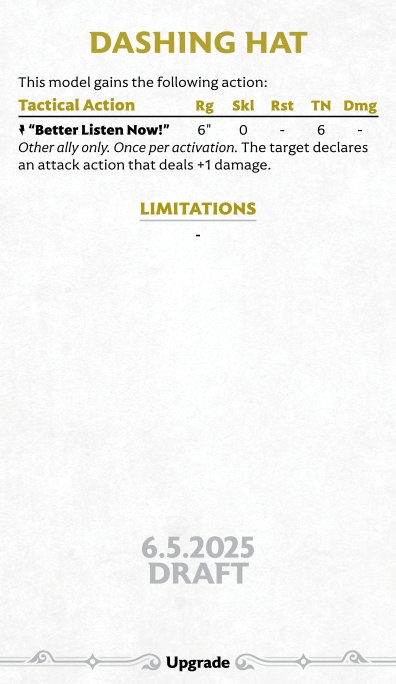 DASHING HAT
This model gains the following action:
Tactical Action Rg Skl Rst TN Dmg
“Better Listen Now!” 6" 0 - 6 -
Other ally only. Once per activation. The target declares
an attack action that deals +1 damage.
LIMITATIONS
-
6.5.2025
DRAFT
Upgrade